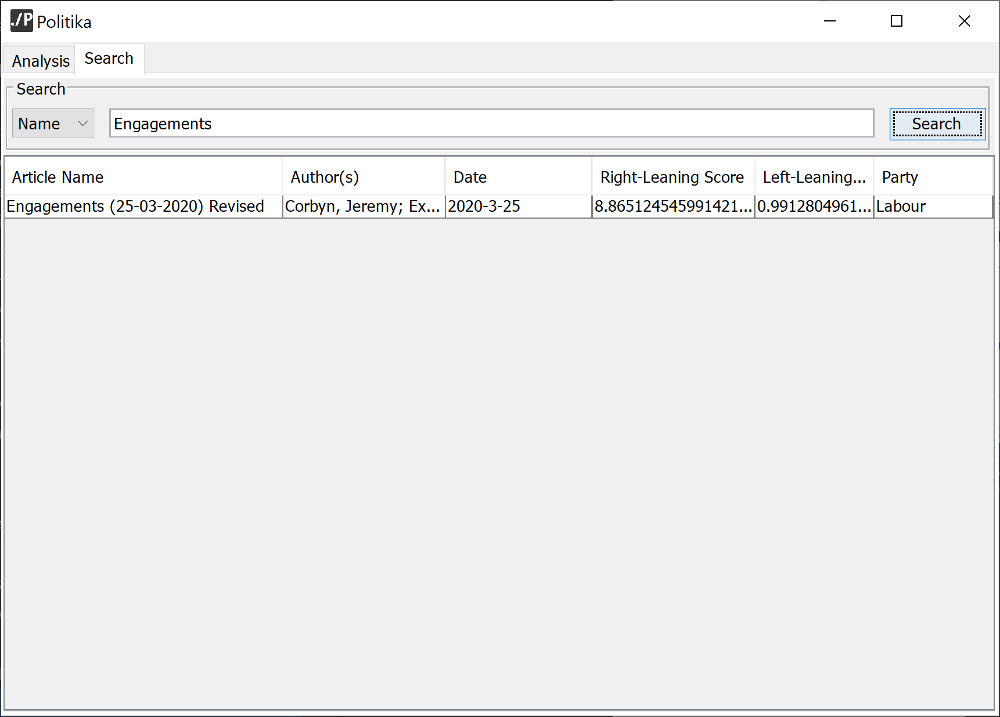 ./P Politika
Analysis Search
Search
Name Engagements Search
Article Name Author(s) Date Right-Leaning Score Left-Leaning... Party
Engagements (25-03-2020) Revised Corbyn, Jeremy; Ex... 2020-3-25 8.865124545991421... 0.9912804961... Labour